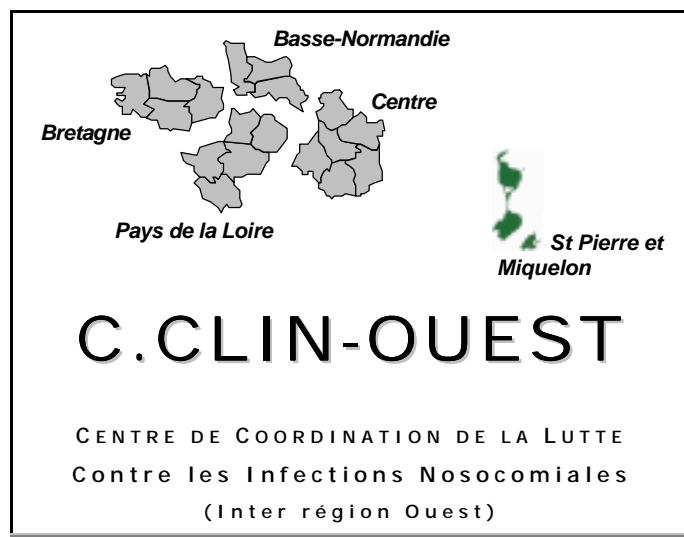 Basse-Normandie
Centre
Bretagne
Pays de la Loire
St Pierre et
Miquelon
C.CLIN-OUEST
CENTRE DE COORDINATION DE LA LUTTE
Contre les Infections Nosocomiales
(Inter région Ouest)